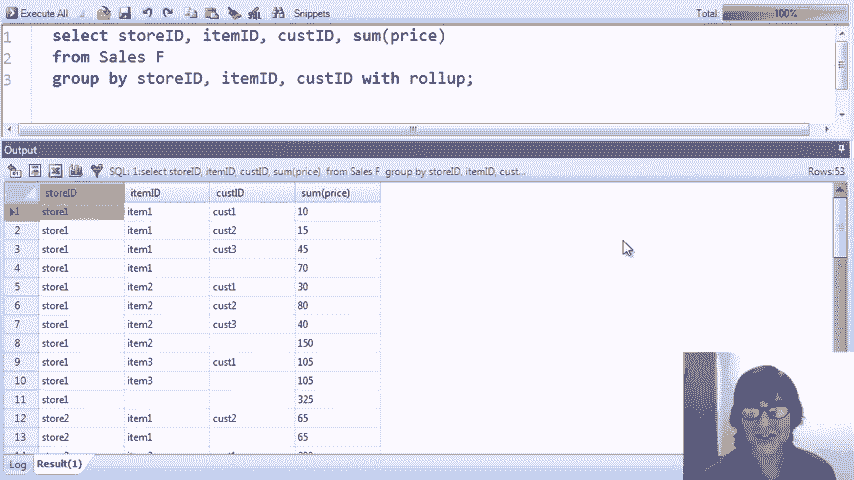 Execute All Snippets Total: 100%
1 select storeID, itemID, custID, sum(price)
2 from Sales F
3 group by storeID, itemID, custID with rollup;
Output
SQL: 1:select storeID, itemID, custID, sum(price) from Sales F group by storeID, itemID, cust... Rows:53
storeID itemID custID sum(price)
1 store1 item1 cust1 10
2 store1 item1 cust2 15
3 store1 item1 cust3 45
4 store1 item1 70
5 store1 item2 cust1 30
6 store1 item2 cust2 80
7 store1 item2 cust3 40
8 store1 item2 150
9 store1 item3 cust1 105
10 store1 item3 105
11 store1 325
12 store2 item1 cust2 65
13 store2 item1 65
Log Result(1)